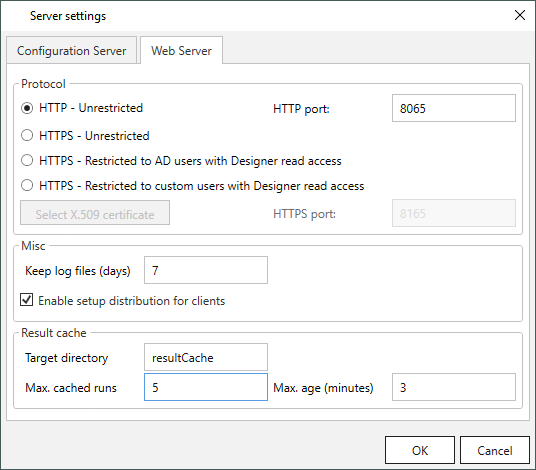 Server settings
Configuration Server
Web Server
Protocol
HTTP - Unrestricted
HTTP port:
8065
HTTPS - Unrestricted
HTTPS - Restricted to AD users with Designer read access
HTTPS - Restricted to custom users with Designer read access
Select X.509 certificate
HTTPS port:
8165
Misc
Keep log files (days)
7
Enable setup distribution for clients
Result cache
Target directory
resultCache
Max. cached runs
5
Max. age (minutes)
3
OK
Cancel